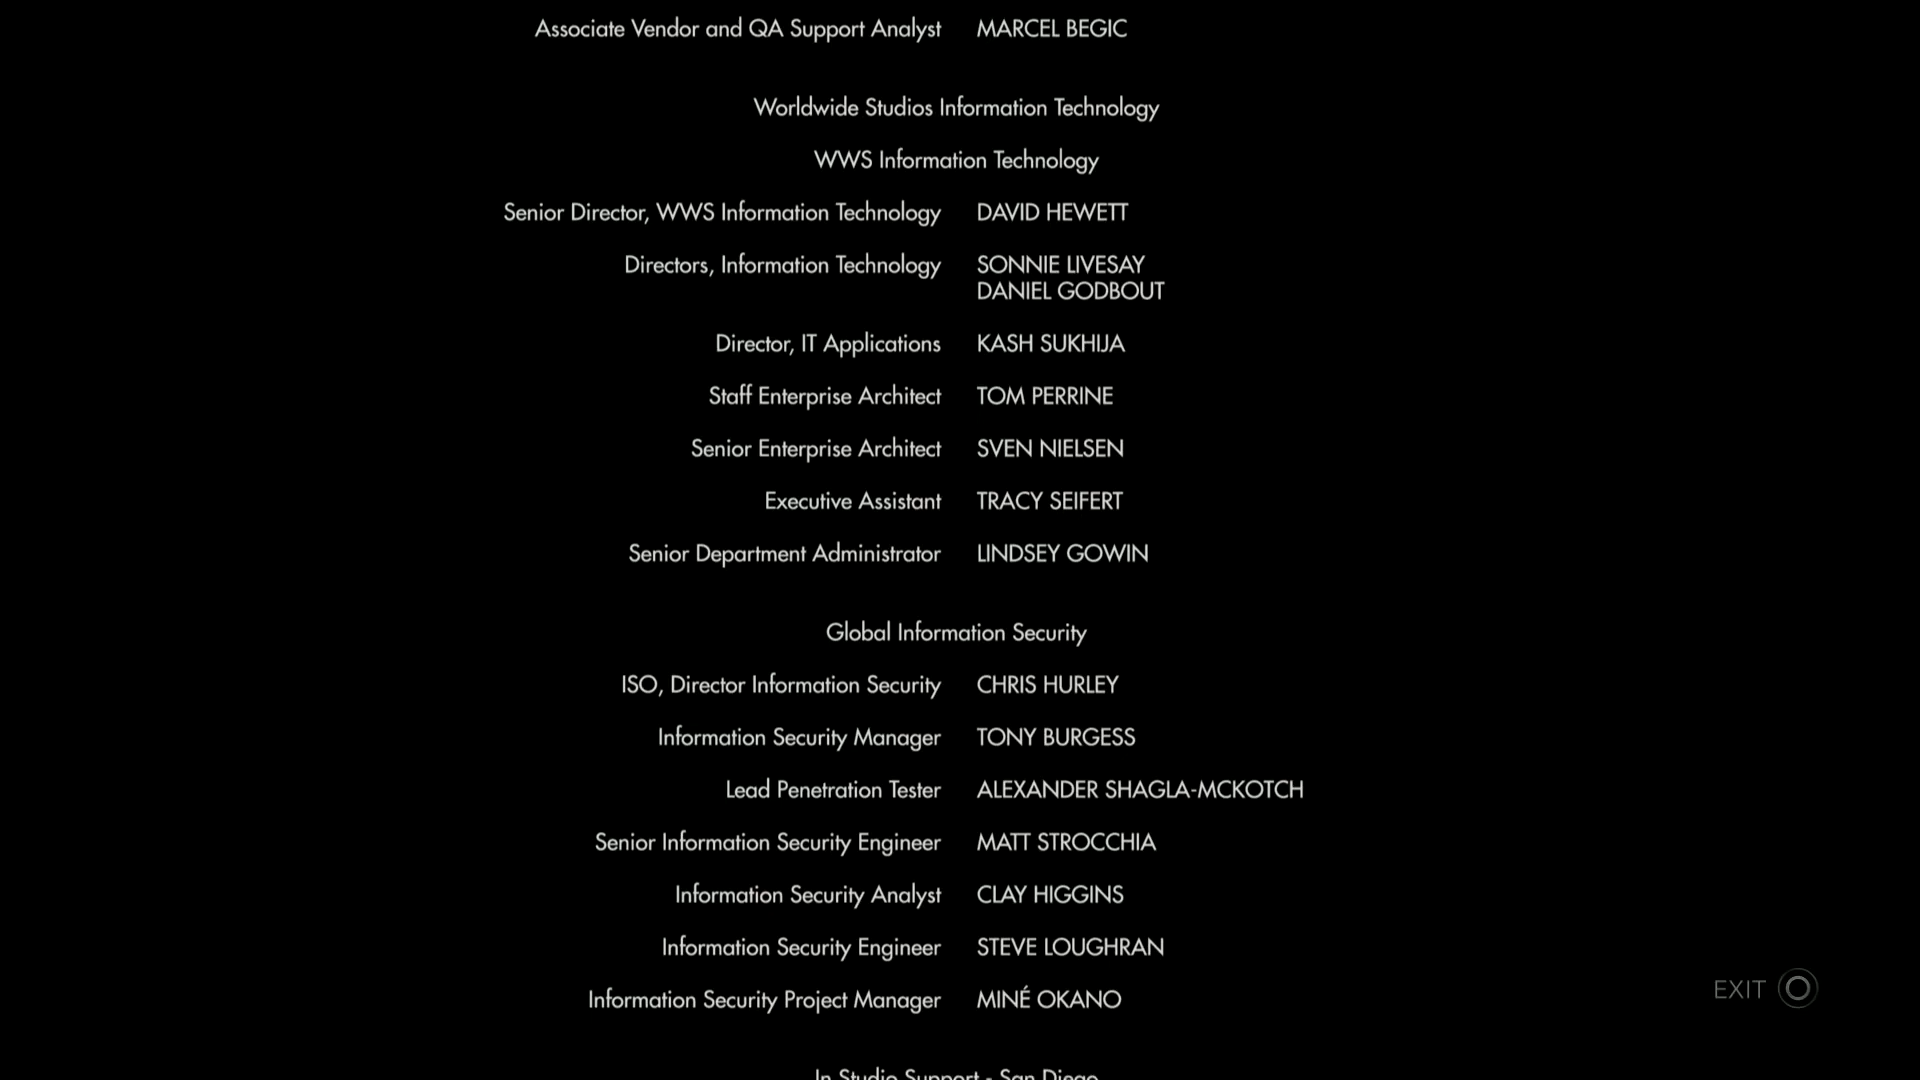 Associate Vendor and QA Support Analyst MARCEL BEGIC
Worldwide Studios Information Technology
WWS Information Technology
Senior Director, WWS Information Technology DAVID HEWETT
Directors, Information Technology SONNIE LIVESAY
DANIEL GODBOUT
Director, IT Applications KASH SUKHIJA
Staff Enterprise Architect TOM PERRINE
Senior Enterprise Architect SVEN NIELSEN
Executive Assistant TRACY SEIFERT
Senior Department Administrator LINDSEY GOWIN
Global Information Security
ISO, Director Information Security CHRIS HURLEY
Information Security Manager TONY BURGESS
Lead Penetration Tester ALEXANDER SHAGLA-MCKOTCH
Senior Information Security Engineer MATT STROCCHIA
Information Security Analyst CLAY HIGGINS
Information Security Engineer STEVE LOUGHRAN
EXIT
Information Security Project Manager MINÉ OKANO
In Studio Support - San Diego